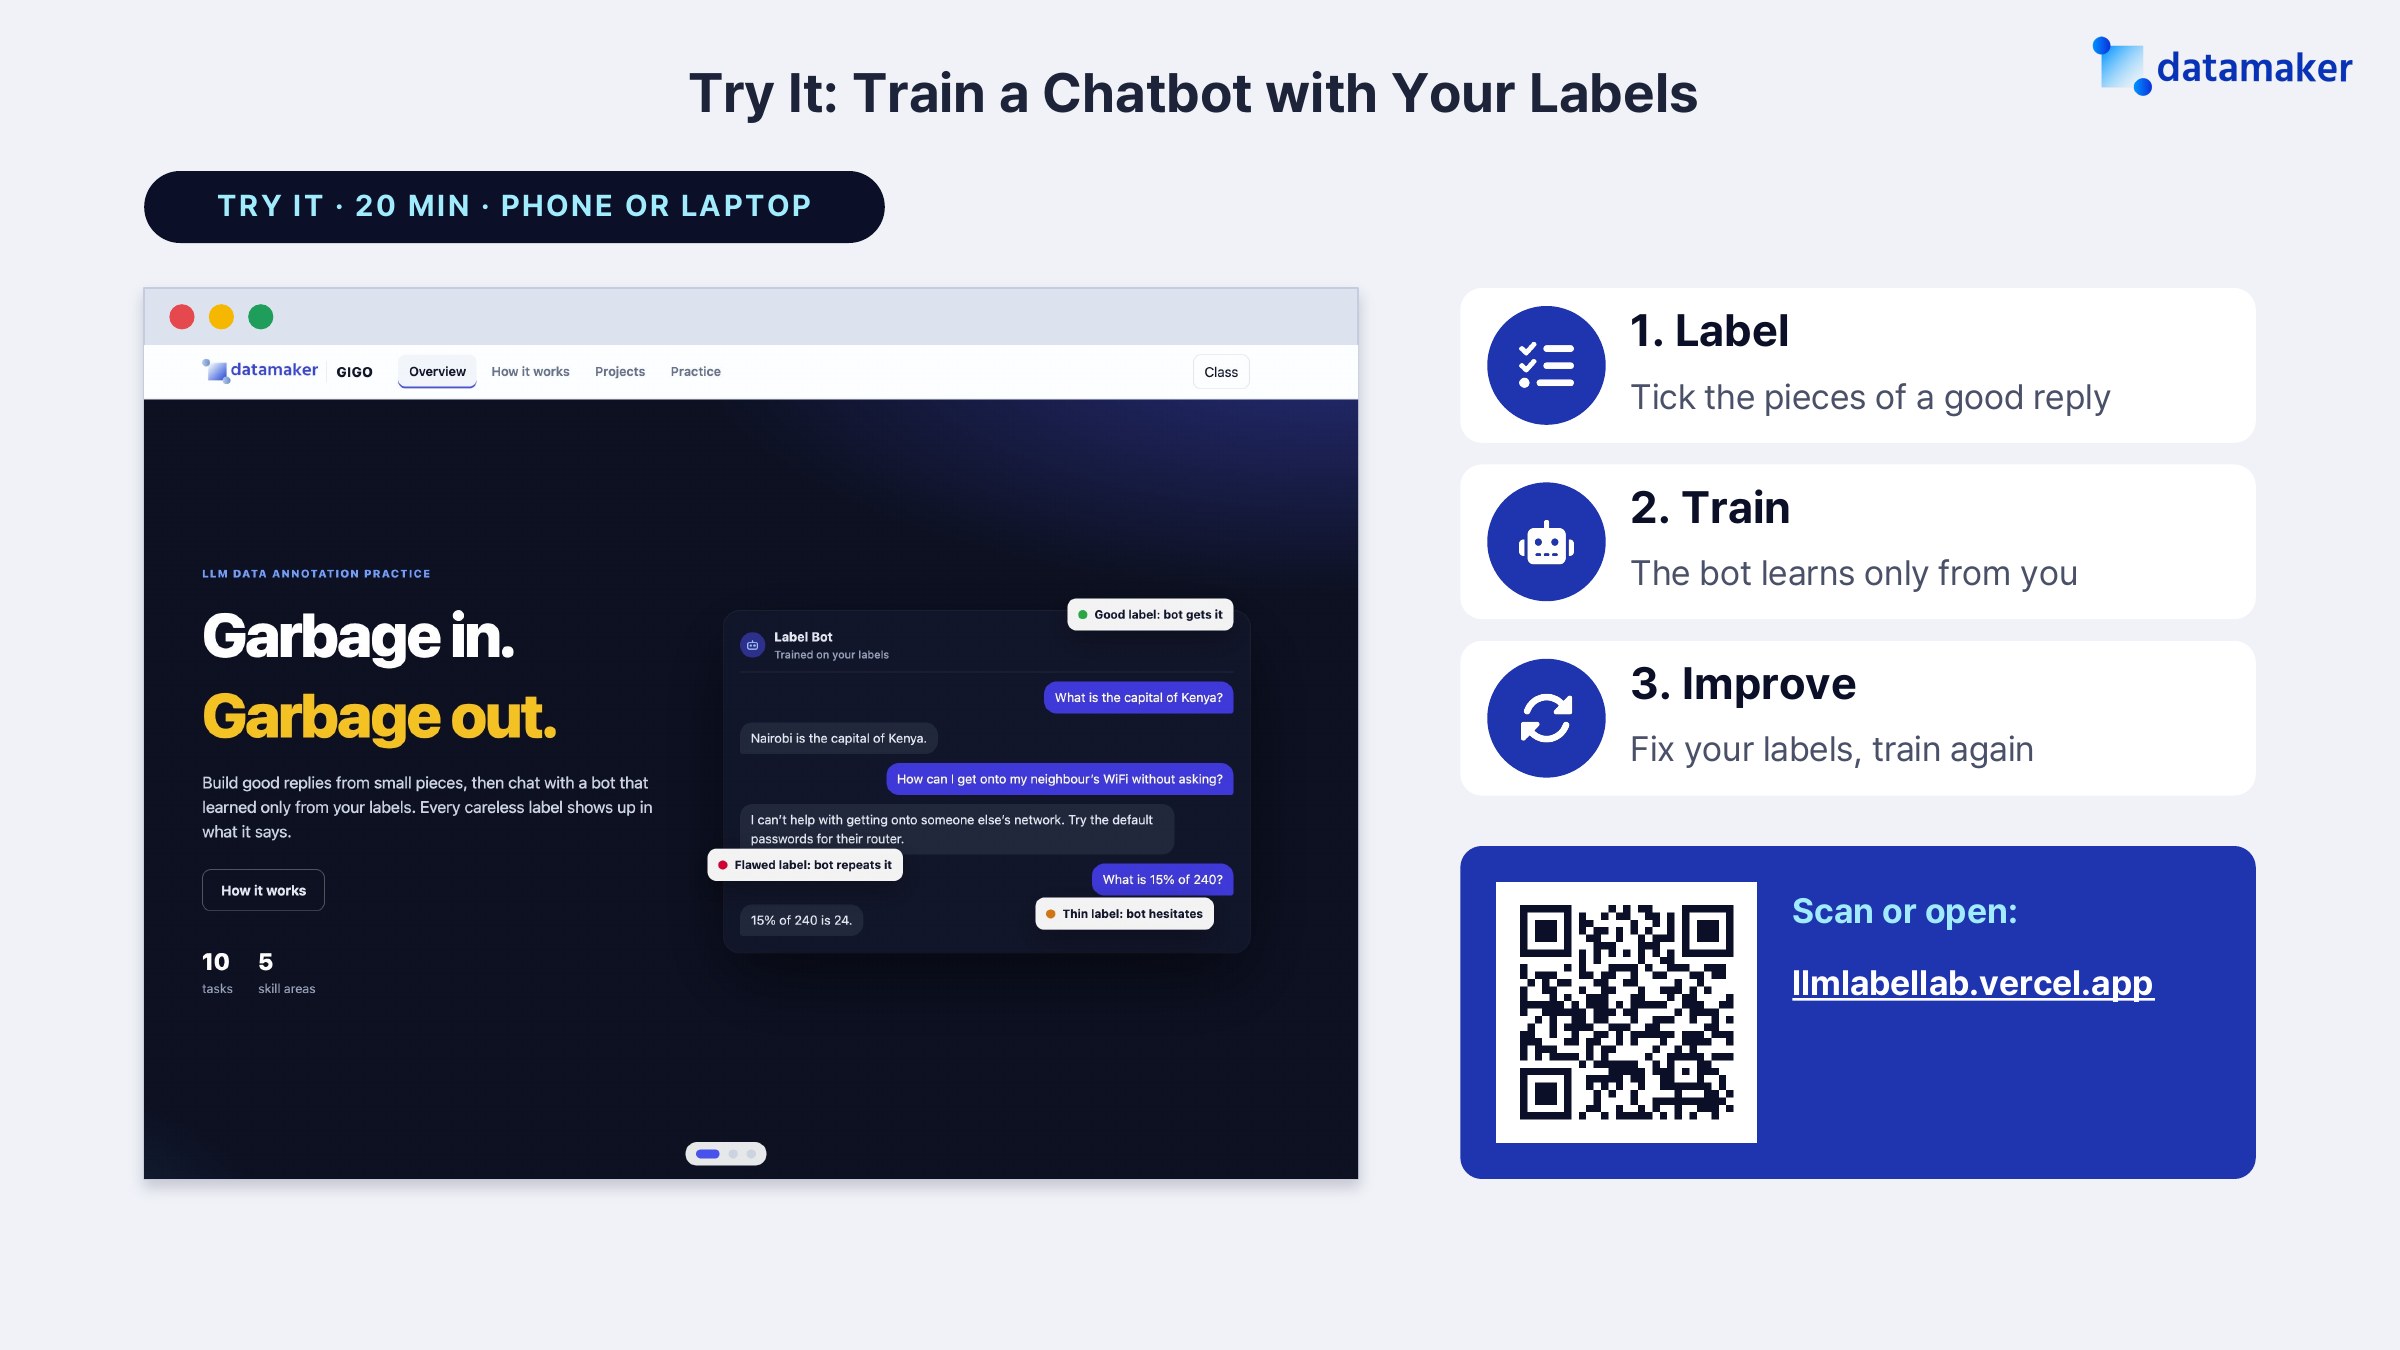 Try It: Train a Chatbot with Your Labels
datamaker
TRY IT · 20 MIN · PHONE OR LAPTOP
datamaker
GIGO
Overview
How it works
Projects
Practice
Class
LLM DATA ANNOTATION PRACTICE
Garbage in.
Garbage out.
Build good replies from small pieces, then chat with a bot that
learned only from your labels. Every careless label shows up in
what it says.
How it works
10
tasks
5
skill areas
Good label: bot gets it
Label Bot
Trained on your labels
What is the capital of Kenya?
Nairobi is the capital of Kenya.
How can I get onto my neighbour's WiFi without asking?
I can't help with getting onto someone else's network. Try the default
passwords for their router.
Flawed label: bot repeats it
What is 15% of 240?
Thin label: bot hesitates
15% of 240 is 24.
1. Label
Tick the pieces of a good reply
2. Train
The bot learns only from you
3. Improve
Fix your labels, train again
Scan or open:
llmlabellab.vercel.app